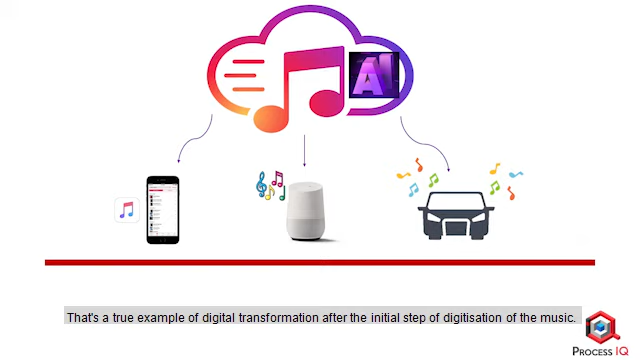 AI
That's a true example of digital transformation after the initial step of digitisation of the music.
PROCESS IQ